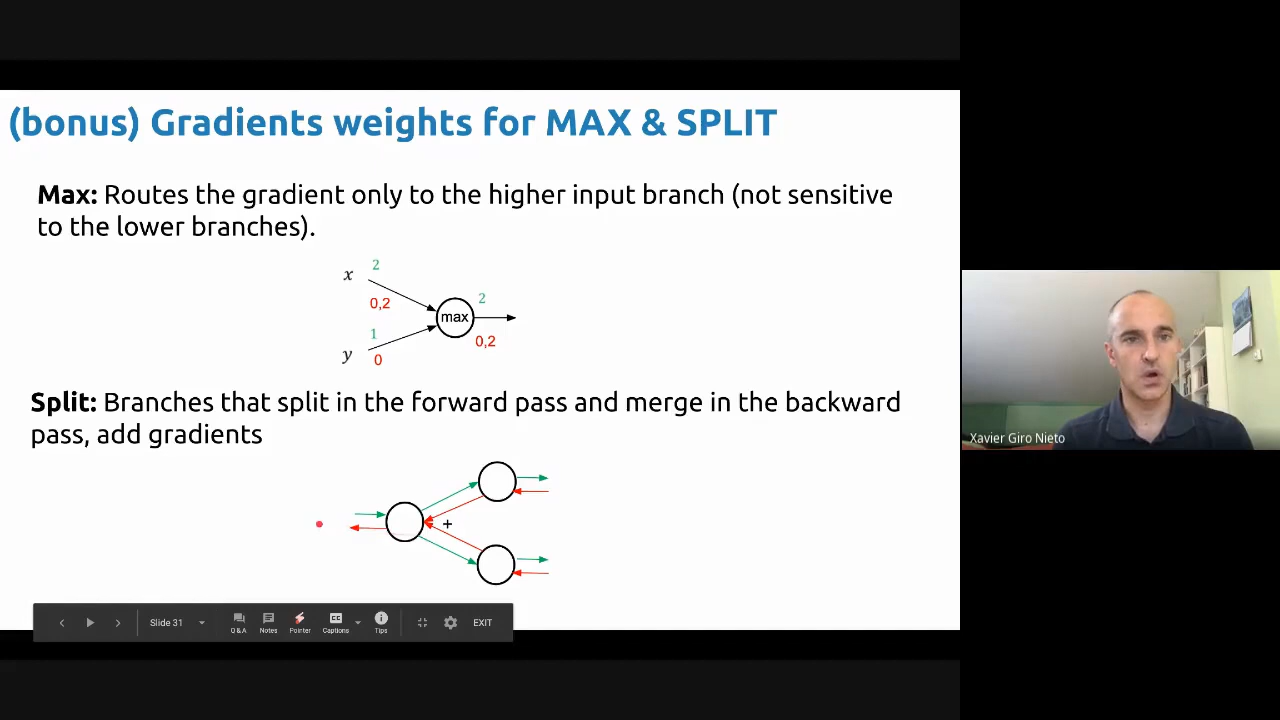 (bonus) Gradients weights for MAX & SPLIT
Max: Routes the gradient only to the higher input branch (not sensitive
to the lower branches).
x 2
0,2
max
2
0,2
1
y 0
Split: Branches that split in the forward pass and merge in the backward
pass, add gradients
+
Slide 31
Q & A
Notes
Pointer
CC
Captions
Tips
EXIT
Xavier Giro Nieto